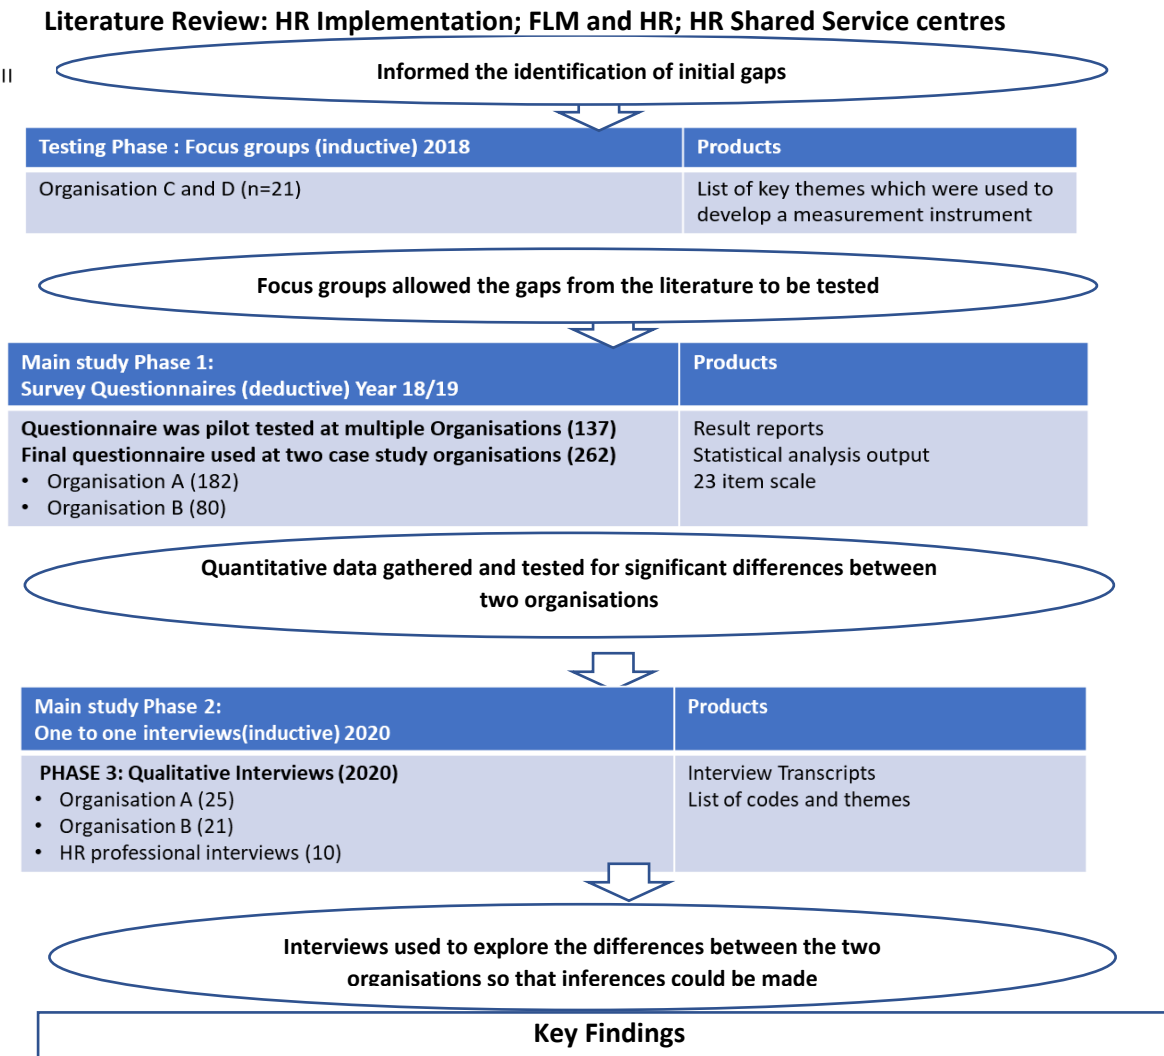 Literature Review: HR Implementation; FLM and HR; HR Shared Service centres
II
Informed the identification of initial gaps
Testing Phase : Focus groups (inductive) 2018
Products
Organisation C and D (n=21)
List of key themes which were used to
develop a measurement instrument
Focus groups allowed the gaps from the literature to be tested
Main study Phase 1:
Survey Questionnaires (deductive) Year 18/19
Products
Questionnaire was pilot tested at multiple Organisations (137)
Final questionnaire used at two case study organisations (262)
• Organisation A (182)
• Organisation B (80)
Result reports
Statistical analysis output
23 item scale
Quantitative data gathered and tested for significant differences between
two organisations
Main study Phase 2:
One to one interviews(inductive) 2020
Products
PHASE 3: Qualitative Interviews (2020)
• Organisation A (25)
• Organisation B (21)
• HR professional interviews (10)
Interview Transcripts
List of codes and themes
Interviews used to explore the differences between the two
organisations so that inferences could be made
Key Findings